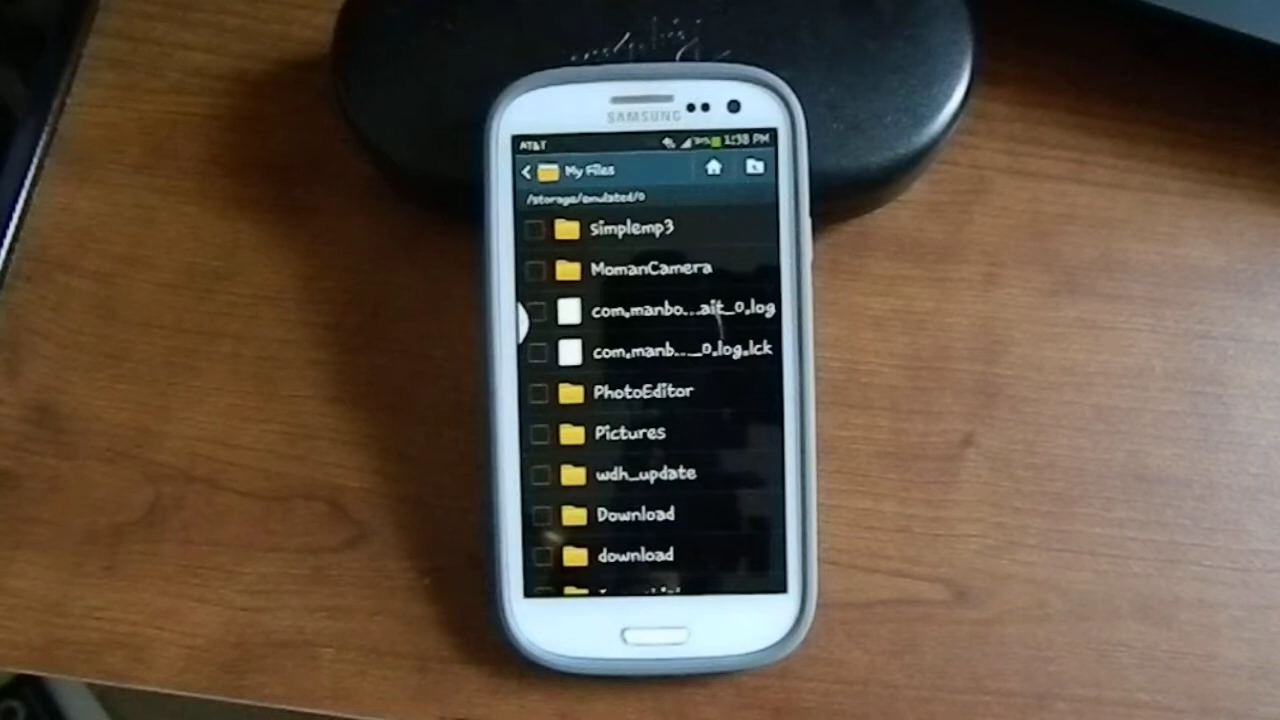 SAMSUNG
AT&T 1:38 PM
My Files
/storage/emulated/0
simplemp3
MomanCamera
com.manbo...ait_0.log
com.manb..._0.log.lck
PhotoEditor
Pictures
wdh_update
Download
download